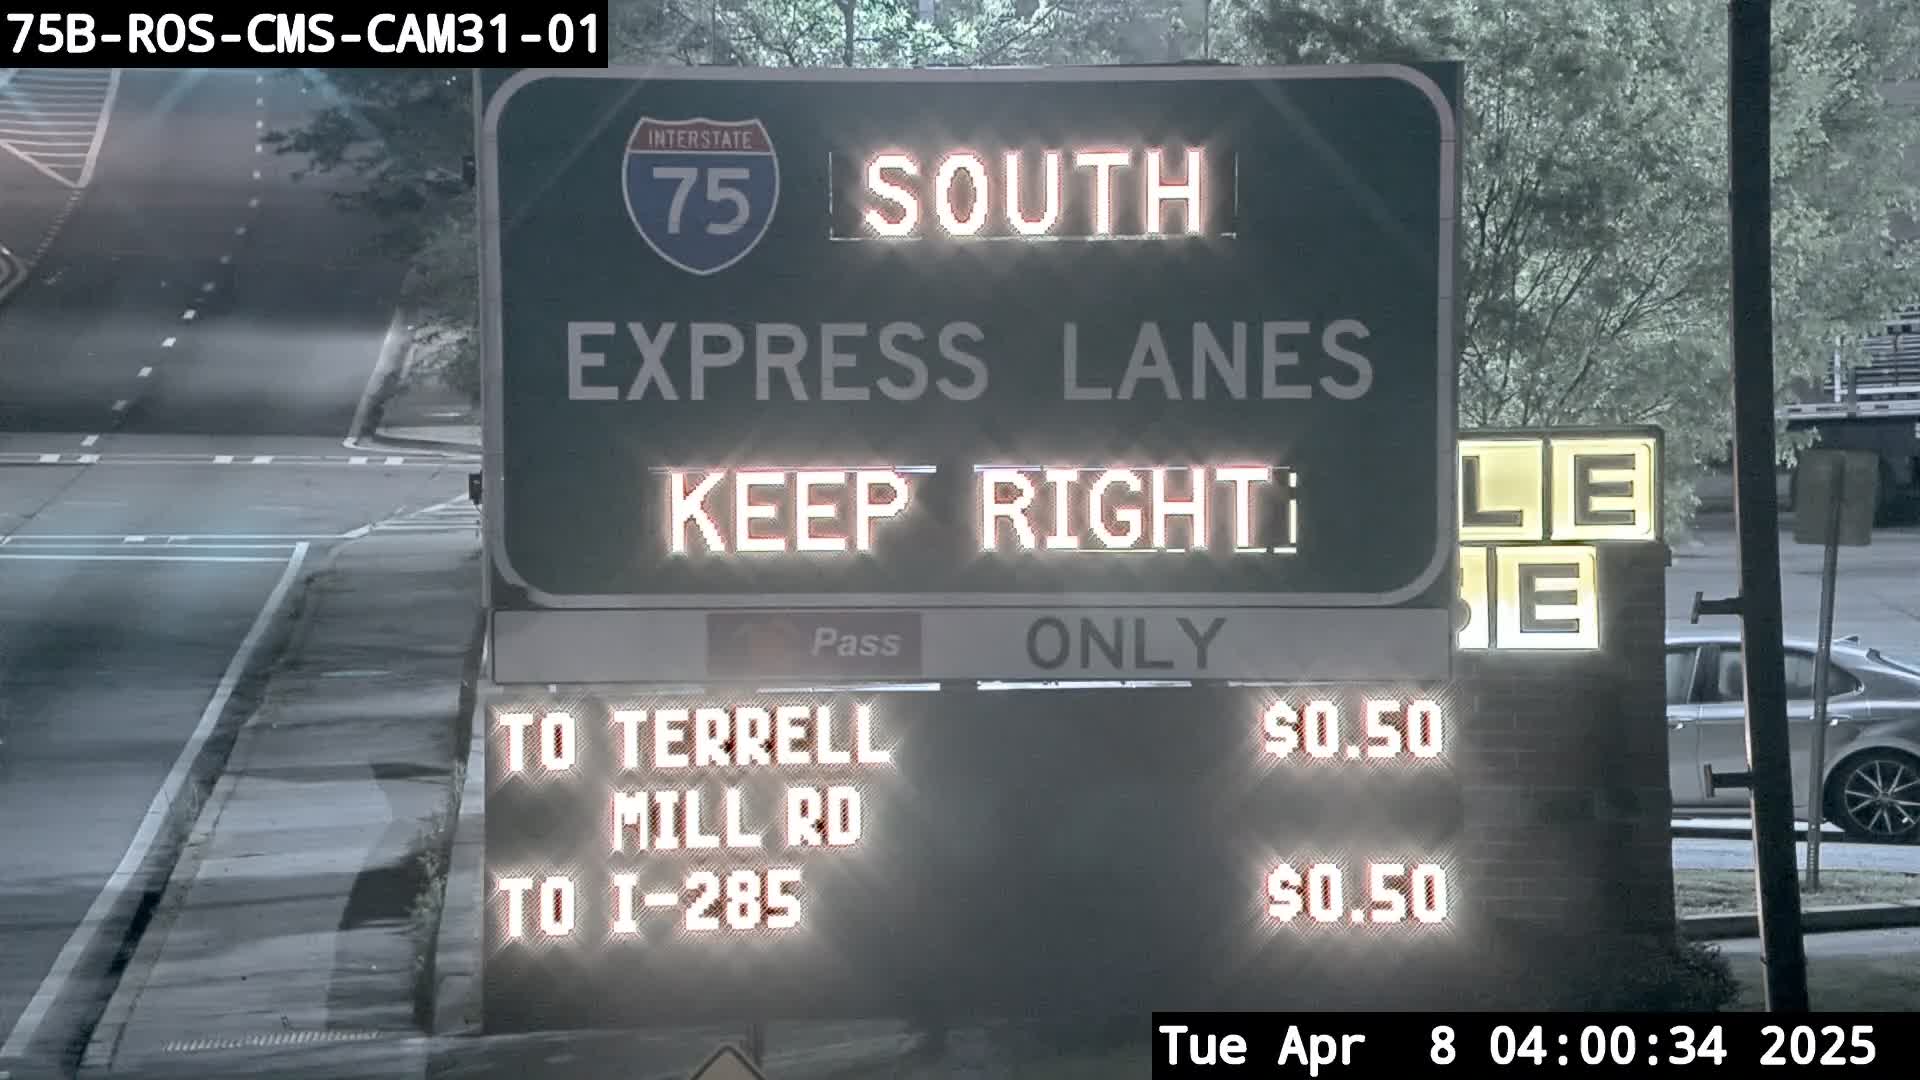 75B-ROS-CMS-CAM31-01
INTERSTATE
75
SOUTH
EXPRESS LANES
KEEP RIGHT
Pass ONLY
TO TERRELL $0.50
MILL RD
TO I-285 $0.50
LE
E
Tue Apr 8 04:00:34 2025